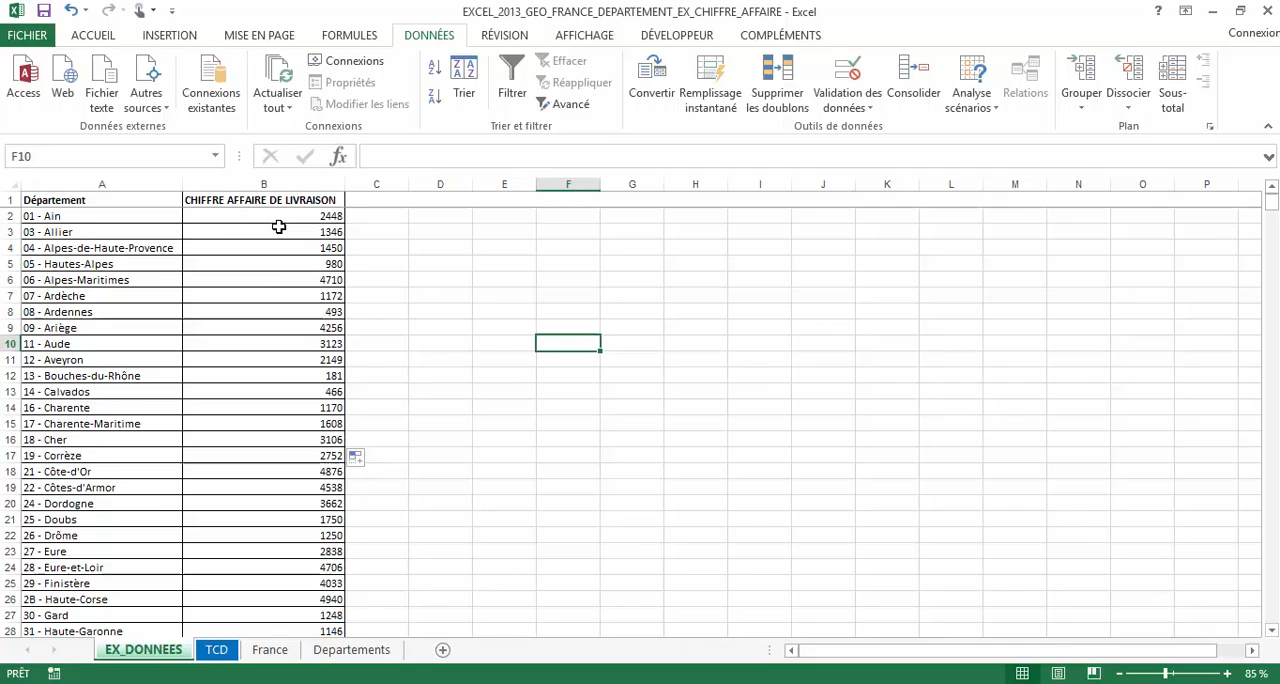 EXCEL_2013_GEO_FRANCE_DEPARTEMENT_EX_CHIFFRE_AFFAIRE - Excel
FICHIER ACCUEIL INSERTION MISE EN PAGE FORMULES DONNÉES RÉVISION AFFICHAGE DÉVELOPPEUR COMPLÉMENTS Connexion
Access Web Fichier texte Autres sources Connexions existantes Actualiser tout Connexions Propriétés Modifier les liens Trier Filtrer Effacer Réappliquer Avancé Convertir Remplissage instantané Supprimer les doublons Validation des données Consolider Analyse scénarios Relations Grouper Dissocier Sous-total
Données externes Connexions Trier et filtrer Outils de données Plan
F10 fx
A B C D E F G H I J K L M N O P
1 Département CHIFFRE AFFAIRE DE LIVRAISON
2 01 - Ain 2448
3 03 - Allier 1346
4 04 - Alpes-de-Haute-Provence 1450
5 05 - Hautes-Alpes 980
6 06 - Alpes-Maritimes 4710
7 07 - Ardèche 1172
8 08 - Ardennes 493
9 09 - Ariège 4256
10 11 - Aude 3123
11 12 - Aveyron 2149
12 13 - Bouches-du-Rhône 181
13 14 - Calvados 466
14 16 - Charente 1170
15 17 - Charente-Maritime 1608
16 18 - Cher 3106
17 19 - Corrèze 2752
18 21 - Côte-d'Or 4876
19 22 - Côtes-d'Armor 4538
20 24 - Dordogne 3662
21 25 - Doubs 1750
22 26 - Drôme 1250
23 27 - Eure 2838
24 28 - Eure-et-Loir 4706
25 29 - Finistère 4033
26 2B - Haute-Corse 4940
27 30 - Gard 1248
28 31 - Haute-Garonne 1146
EX_DONNEES TCD France Departements
PRÊT 85 %